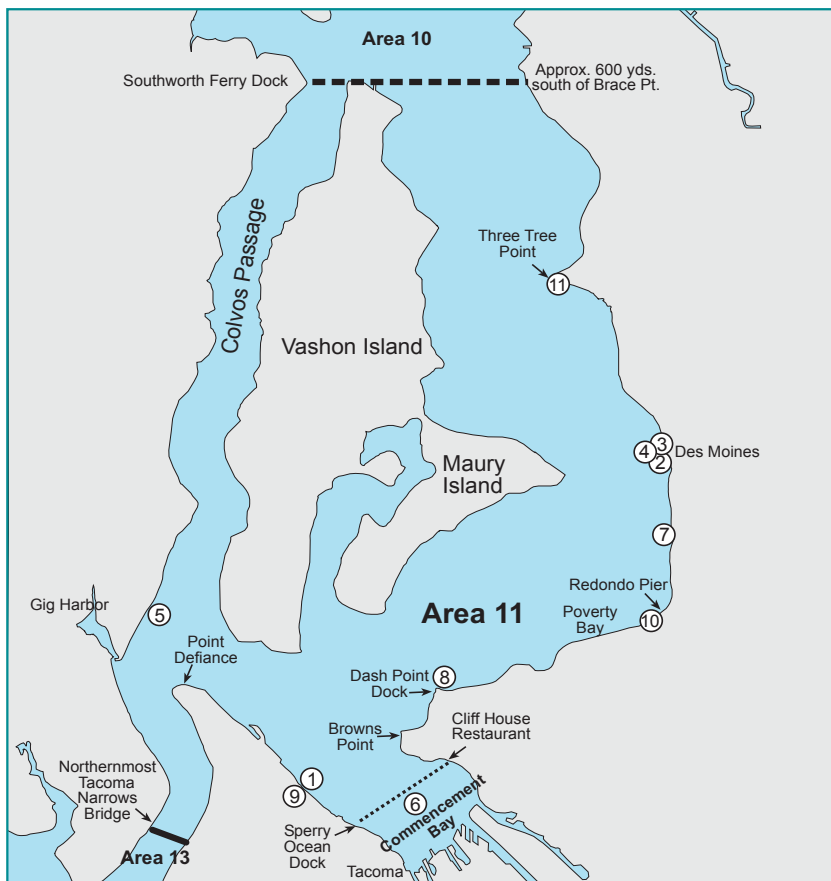 Area 10
Southworth Ferry Dock
Approx. 600 yds.
south of Brace Pt.
Colvos Passage
Three Tree
Point
11
Vashon Island
3
4
Des Moines
2
Maury
Island
7
Redondo Pier
Gig Harbor
5
Area 11
Poverty
Bay
10
Point
Defiance
8
Dash Point
Dock
Cliff House
Restaurant
Browns
Point
Northernmost
Tacoma
Narrows
Bridge
1
9
6
Commencement
Bay
Sperry
Ocean
Dock
Area 13
Tacoma